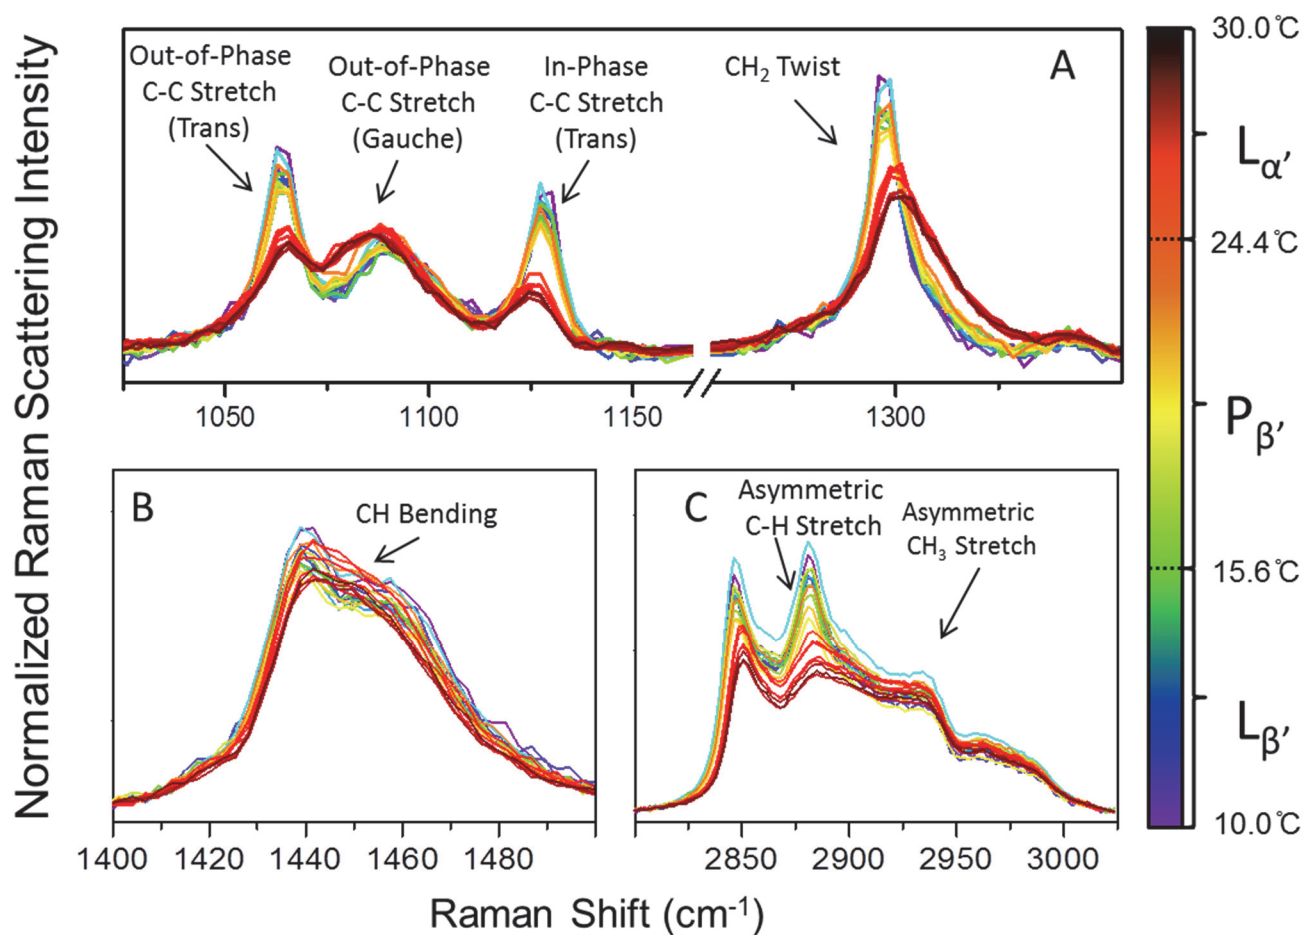 Normalized Raman Scattering Intensity
Out-of-Phase
C-C Stretch
(Trans)
Out-of-Phase
C-C Stretch
(Gauche)
In-Phase
C-C Stretch
(Trans)
CH₂ Twist
A
1050
1100
1150
1300
B
CH Bending
1400
1420
1440
1460
1480
C
Asymmetric
C-H Stretch
Asymmetric
CH₃ Stretch
2850
2900
2950
3000
Raman Shift (cm⁻¹)
30.0℃
Lα′
24.4℃
Pβ′
15.6℃
Lβ′
10.0℃